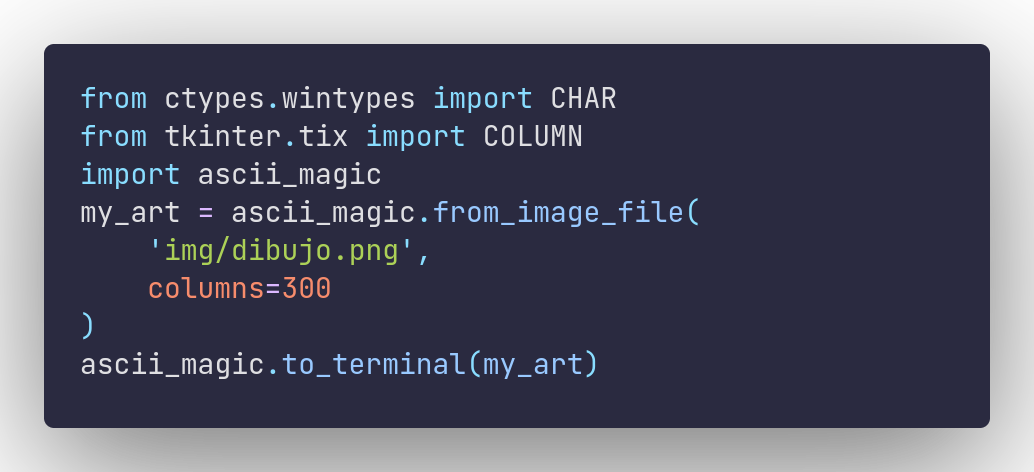 from ctypes.wintypes import CHAR
from tkinter.tix import COLUMN
import ascii_magic
my_art = ascii_magic.from_image_file(
    'img/dibujo.png',
    columns=300
)
ascii_magic.to_terminal(my_art)